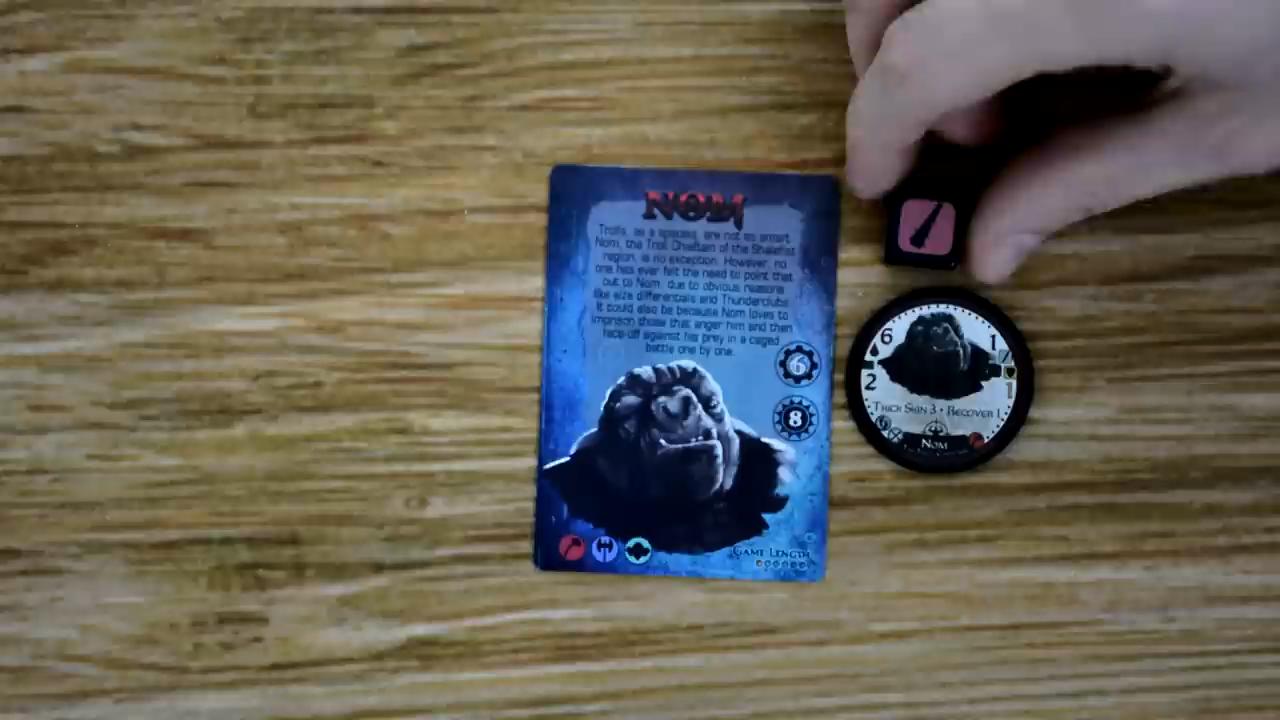 NOM
Trolls, as a species, are not so smart.
Nom, the Troll Chieftain of the Shalefist
region, is no exception. However, no
one has ever felt the need to point that
out to Nom, due to obvious reasons
like size differentials and Thunderclubs.
It could also be because Nom loves to
imprison those that anger him and then
face off against his prey in a caged
battle one by one.
6
8
GAME LENGTH
6
1
2
1
THICK SKIN 3 • RECOVER 1
NOM